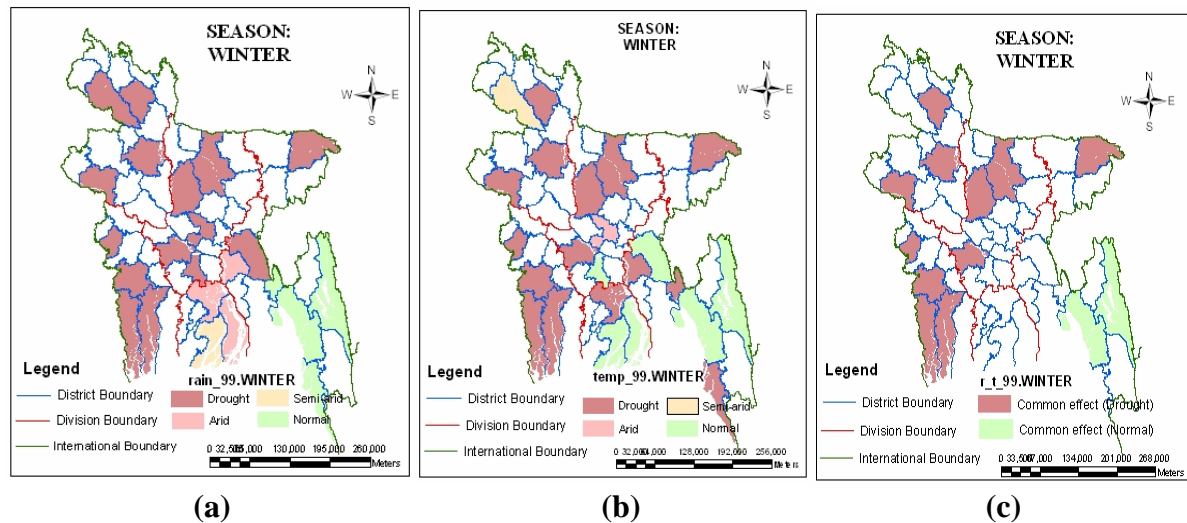 SEASON:
WINTER
N
W E
S
Legend
rain_99.WINTER
District Boundary
Drought
Semi-arid
Division Boundary
Arid
Normal
International Boundary
130,000 195,000 260,000
Meters
(a)
SEASON:
WINTER
N
W E
S
Legend
temp_99.WINTER
District Boundary
Drought
Semi-arid
Division Boundary
Arid
Normal
International Boundary
128,000 192,000 256,000
Meters
(b)
SEASON:
WINTER
N
W E
S
Legend
r_t_99.WINTER
District Boundary
Common effect (Drought)
Division Boundary
Common effect (Normal)
International Boundary
134,000 201,000 268,000
Meters
(c)